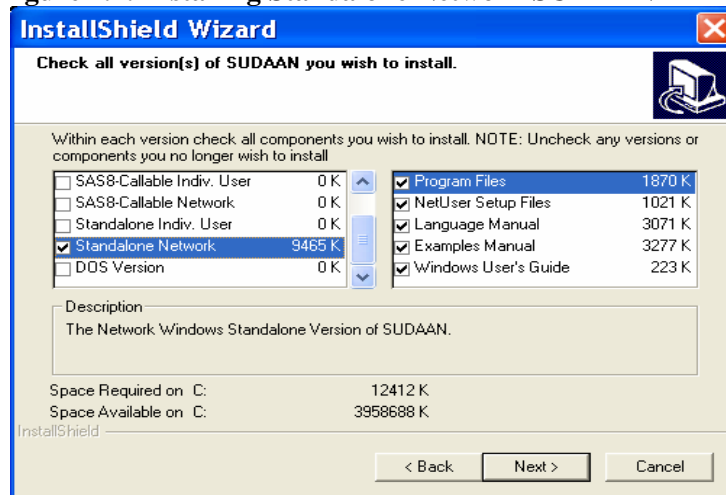 InstallShield Wizard
Check all version(s) of SUDAAN you wish to install.
Within each version check all components you wish to install. NOTE: Uncheck any versions or
components you no longer wish to install
SAS8-Callable Indiv. User 0 K
SAS8-Callable Network 0 K
Standalone Indiv. User 0 K
Standalone Network 9465 K
DOS Version 0 K
Program Files 1870 K
NetUser Setup Files 1021 K
Language Manual 3071 K
Examples Manual 3277 K
Windows User's Guide 223 K
Description
The Network Windows Standalone Version of SUDAAN.
Space Required on C: 12412 K
Space Available on C: 3958688 K
InstallShield
< Back Next > Cancel